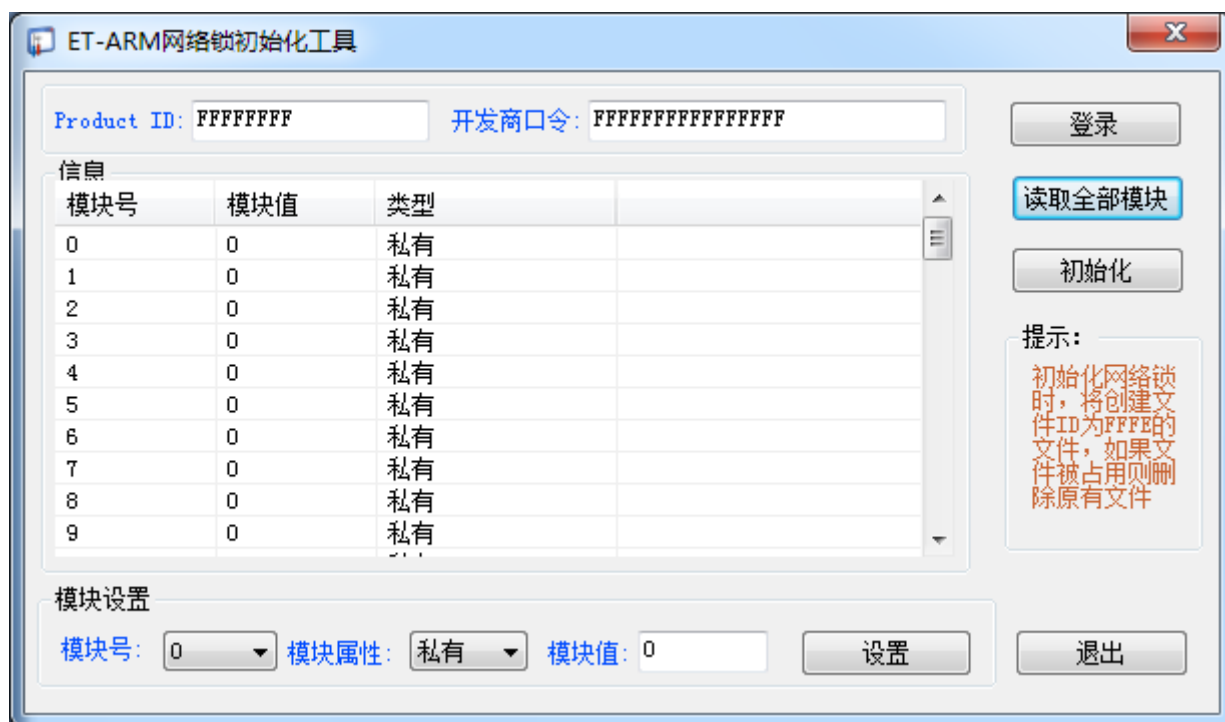 ET-ARM网络锁初始化工具
Product ID: FFFFFFFF 开发商口令: FFFFFFFFFFFFFFFF 登录
信息
模块号 模块值 类型 读取全部模块
0 0 私有
1 0 私有
2 0 私有
3 0 私有
4 0 私有
5 0 私有
6 0 私有
7 0 私有
8 0 私有
9 0 私有
初始化
提示:
初始化网络锁
时，将创建文
件ID为FFFE的
文件，如果文
件被占用则删
除原有文件
模块设置
模块号: 0 模块属性: 私有 模块值: 0 设置 退出